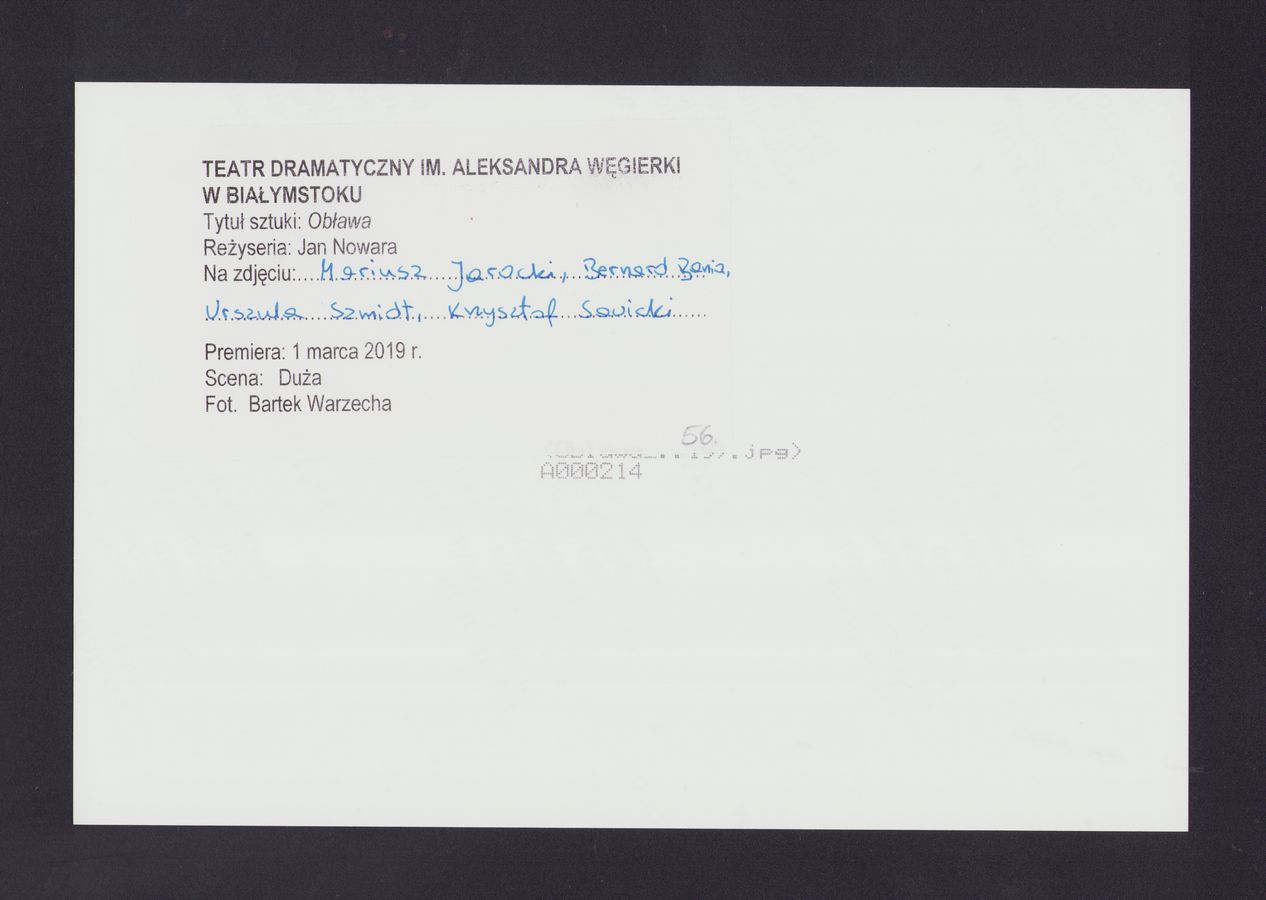 TEATR DRAMATYCZNY IM. ALEKSANDRA WĘGIERKI
W BIAŁYMSTOKU
Tytuł sztuki: Obława
Reżyseria: Jan Nowara
Na zdjęciu:....Mariusz.....Jarocki,...Bernard Bania,
Urszula....Szmidt,....Krzysztof...Sawicki......
Premiera: 1 marca 2019 r.
Scena: Duża
Fot. Bartek Warzecha
56.
.jpg>
A000214